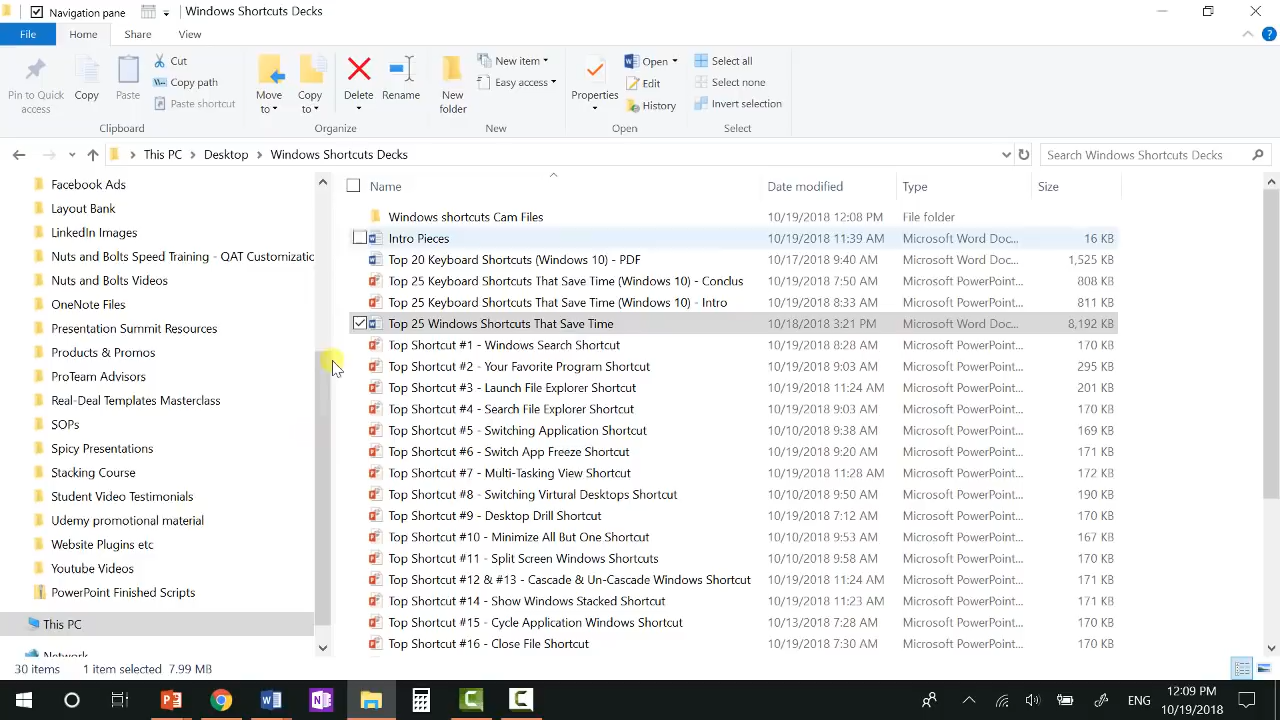 Navigation pane Windows Shortcuts Decks
File Home Share View
Pin to Quick access
Copy
Paste
Cut
Copy path
Paste shortcut
Move to
Copy to
Delete
Rename
New folder
New item
Easy access
Properties
Open
Edit
History
Select all
Select none
Invert selection
Clipboard Organize New Open Select
This PC > Desktop > Windows Shortcuts Decks
Search Windows Shortcuts Decks
Facebook Ads
Layout Bank
LinkedIn Images
Nuts and Bolts Speed Training - QAT Customizatio
Nuts and Bolts Videos
OneNote Files
Presentation Summit Resources
Products & Promos
ProTeam Advisors
Real-Deal Templates Masterclass
SOPs
Spicy Presentations
Stacking Course
Student Video Testimonials
Udemy promotional material
Website Plugins etc
Youtube Videos
PowerPoint Finished Scripts
This PC
Network
Name Date modified Type Size
Windows shortcuts Cam Files 10/19/2018 12:08 PM File folder
Intro Pieces 10/19/2018 11:39 AM Microsoft Word Doc... 16 KB
Top 20 Keyboard Shortcuts (Windows 10) - PDF 10/17/2018 9:40 AM Microsoft Word Doc... 1,525 KB
Top 25 Keyboard Shortcuts That Save Time (Windows 10) - Conclus 10/19/2018 7:50 AM Microsoft PowerPoint... 808 KB
Top 25 Keyboard Shortcuts That Save Time (Windows 10) - Intro 10/19/2018 8:33 AM Microsoft PowerPoint... 811 KB
Top 25 Windows Shortcuts That Save Time 10/18/2018 3:21 PM Microsoft Word Doc... 8,192 KB
Top Shortcut #1 - Windows Search Shortcut 10/19/2018 8:28 AM Microsoft PowerPoint... 170 KB
Top Shortcut #2 - Your Favorite Program Shortcut 10/19/2018 9:03 AM Microsoft PowerPoint... 295 KB
Top Shortcut #3 - Launch File Explorer Shortcut 10/19/2018 11:24 AM Microsoft PowerPoint... 201 KB
Top Shortcut #4 - Search File Explorer Shortcut 10/19/2018 9:03 AM Microsoft PowerPoint... 170 KB
Top Shortcut #5 - Switching Application Shortcut 10/10/2018 9:38 AM Microsoft PowerPoint... 169 KB
Top Shortcut #6 - Switch App Freeze Shortcut 10/19/2018 9:20 AM Microsoft PowerPoint... 171 KB
Top Shortcut #7 - Multi-Tasking View Shortcut 10/19/2018 11:28 AM Microsoft PowerPoint... 172 KB
Top Shortcut #8 - Switching Virtural Desktops Shortcut 10/10/2018 9:50 AM Microsoft PowerPoint... 190 KB
Top Shortcut #9 - Desktop Drill Shortcut 10/19/2018 7:12 AM Microsoft PowerPoint... 170 KB
Top Shortcut #10 - Minimize All But One Shortcut 10/10/2018 9:53 AM Microsoft PowerPoint... 167 KB
Top Shortcut #11 - Split Screen Windows Shortcuts 10/10/2018 9:58 AM Microsoft PowerPoint... 170 KB
Top Shortcut #12 & #13 - Cascade & Un-Cascade Windows Shortcut 10/19/2018 11:24 AM Microsoft PowerPoint... 171 KB
Top Shortcut #14 - Show Windows Stacked Shortcut 10/19/2018 11:23 AM Microsoft PowerPoint... 171 KB
Top Shortcut #15 - Cycle Application Windows Shortcut 10/13/2018 7:28 AM Microsoft PowerPoint... 170 KB
Top Shortcut #16 - Close File Shortcut 10/19/2018 7:30 AM Microsoft PowerPoint... 170 KB
30 items 1 item selected 7.99 MB
ENG
12:09 PM
10/19/2018